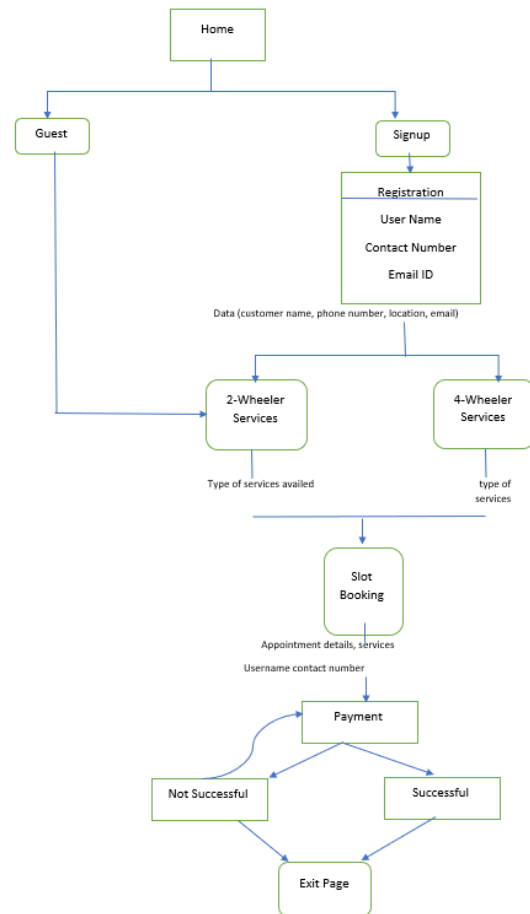 Home
Guest
Signup
Registration
User Name
Contact Number
Email ID
Data (customer name, phone number, location, email)
2-Wheeler
Services
4-Wheeler
Services
Type of services availed
type of
services
Slot
Booking
Appointment details, services
Username contact number
Payment
Not Successful
Successful
Exit Page